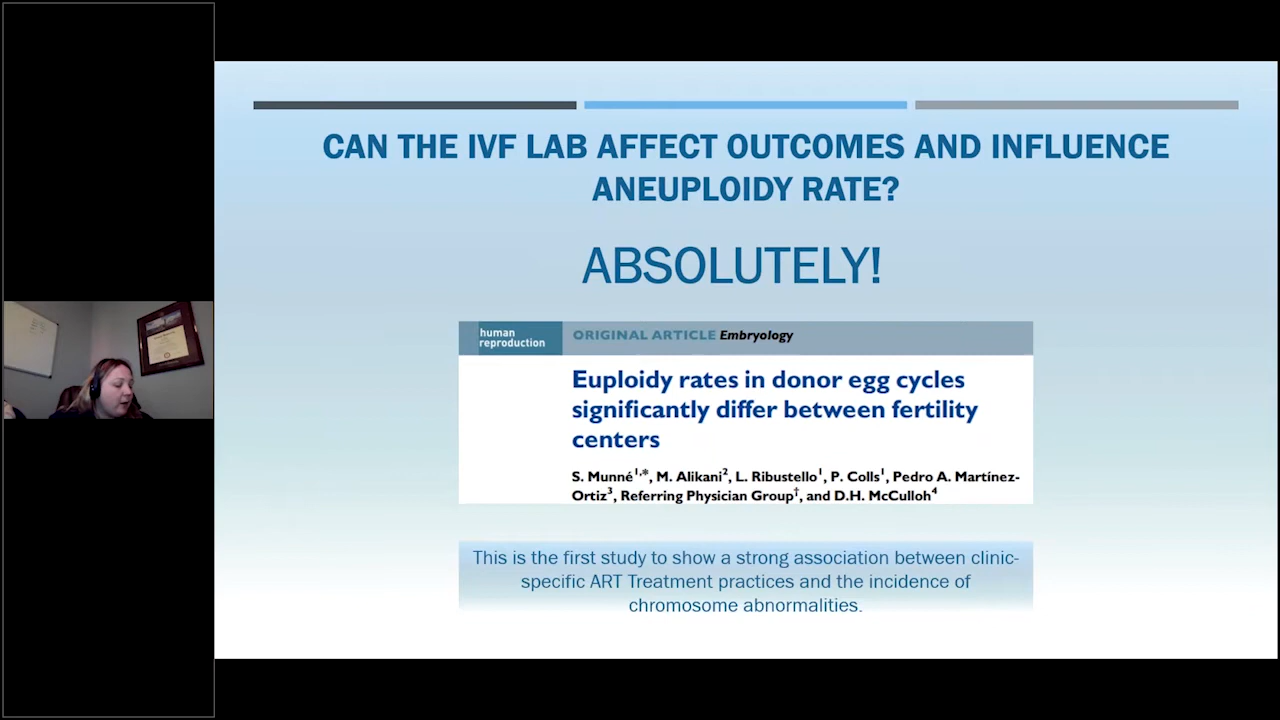 CAN THE IVF LAB AFFECT OUTCOMES AND INFLUENCE
ANEUPLOIDY RATE?
ABSOLUTELY!
human
reproduction
ORIGINAL ARTICLE Embryology
Euploidy rates in donor egg cycles
significantly differ between fertility
centers
S. Munné¹,*, M. Alikani², L. Ribustello¹, P. Colls¹, Pedro A. Martínez-
Ortiz³, Referring Physician Group†, and D.H. McCulloh⁴
This is the first study to show a strong association between clinic-
specific ART Treatment practices and the incidence of
chromosome abnormalities.